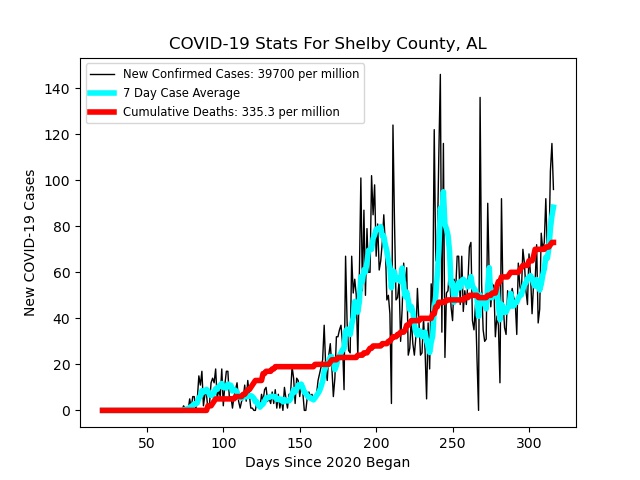 COVID-19 Stats For Shelby County, AL
New Confirmed Cases: 39700 per million
7 Day Case Average
Cumulative Deaths: 335.3 per million
New COVID-19 Cases
140
120
100
80
60
40
20
0
50 100 150 200 250 300
Days Since 2020 Began